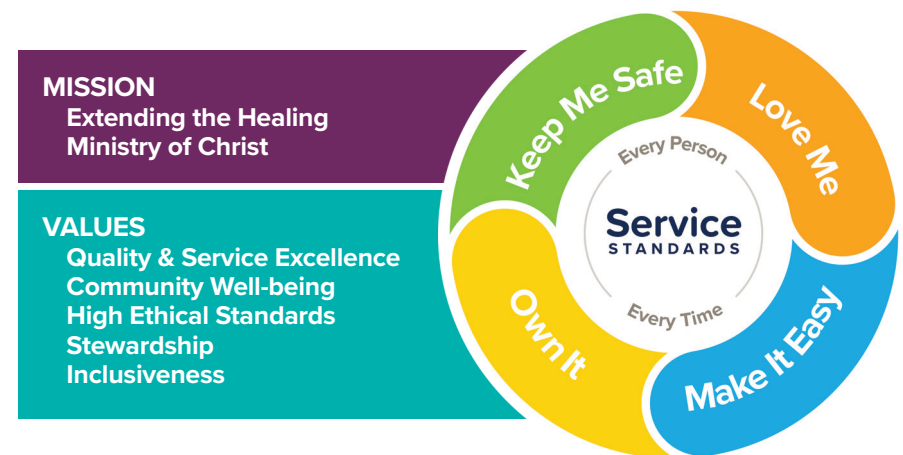 MISSION
Extending the Healing
Ministry of Christ
VALUES
Quality & Service Excellence
Community Well-being
High Ethical Standards
Stewardship
Inclusiveness
Keep Me Safe
Love Me
Make It Easy
Own It
Every Person
Service
STANDARDS
Every Time